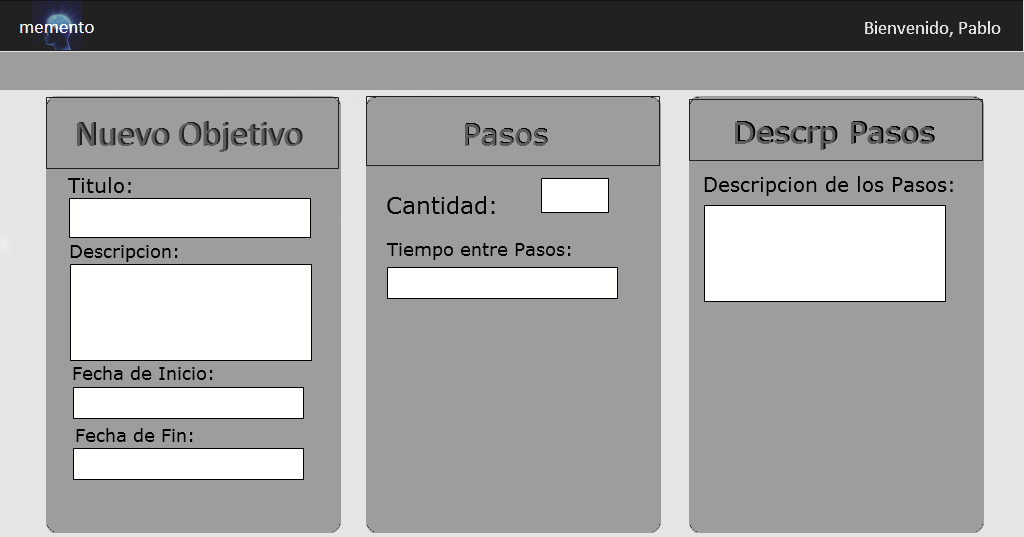 memento
Bienvenido, Pablo
Nuevo Objetivo
Titulo:
Descripcion:
Fecha de Inicio:
Fecha de Fin:
Pasos
Cantidad:
Tiempo entre Pasos:
Descrp Pasos
Descripcion de los Pasos: